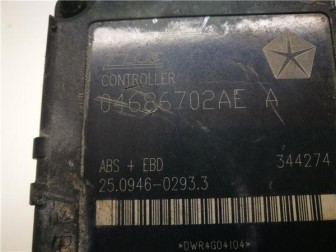 CONTROLLER
04686702AE A
ABS + EBD 344274
25.0946-0293.3
*DWR4G04104*